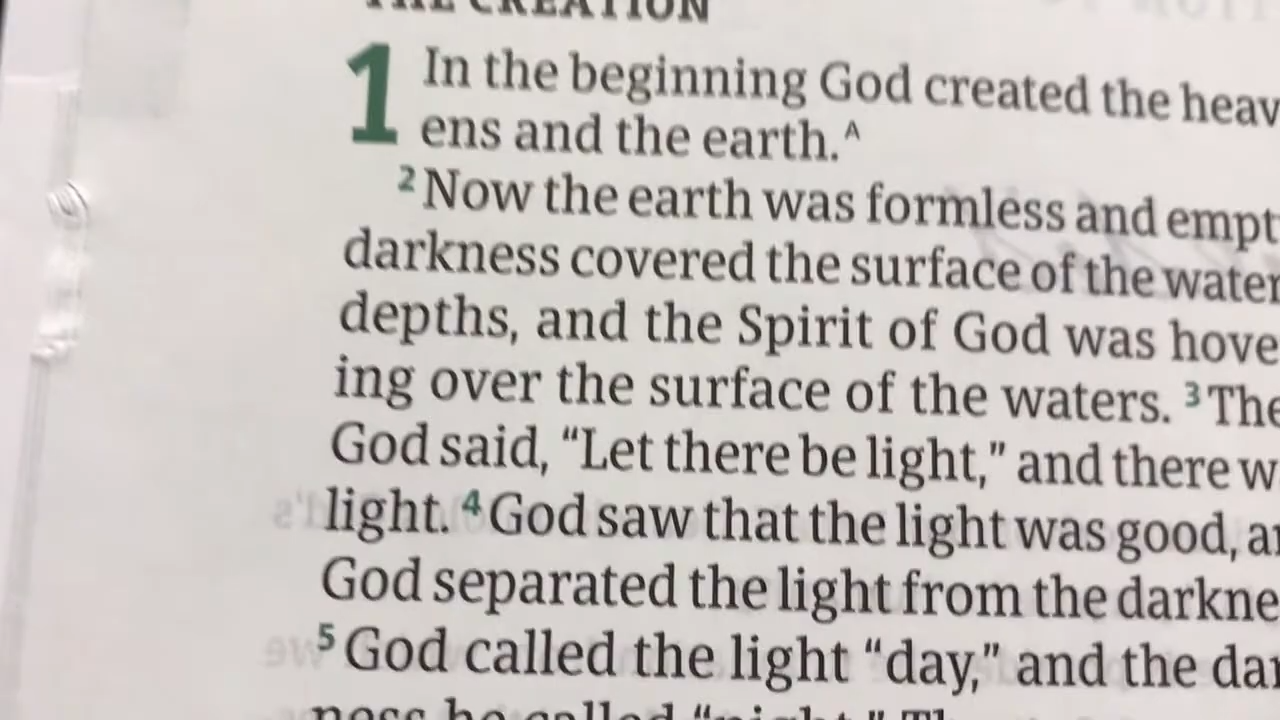 THE CREATION
1 In the beginning God created the heav
ens and the earth.A
2 Now the earth was formless and empt
darkness covered the surface of the water
depths, and the Spirit of God was hove
ing over the surface of the waters. 3 The
God said, “Let there be light,” and there w
light. 4 God saw that the light was good, a
God separated the light from the darkne
5 God called the light “day,” and the dar
ness he called “night.” Th